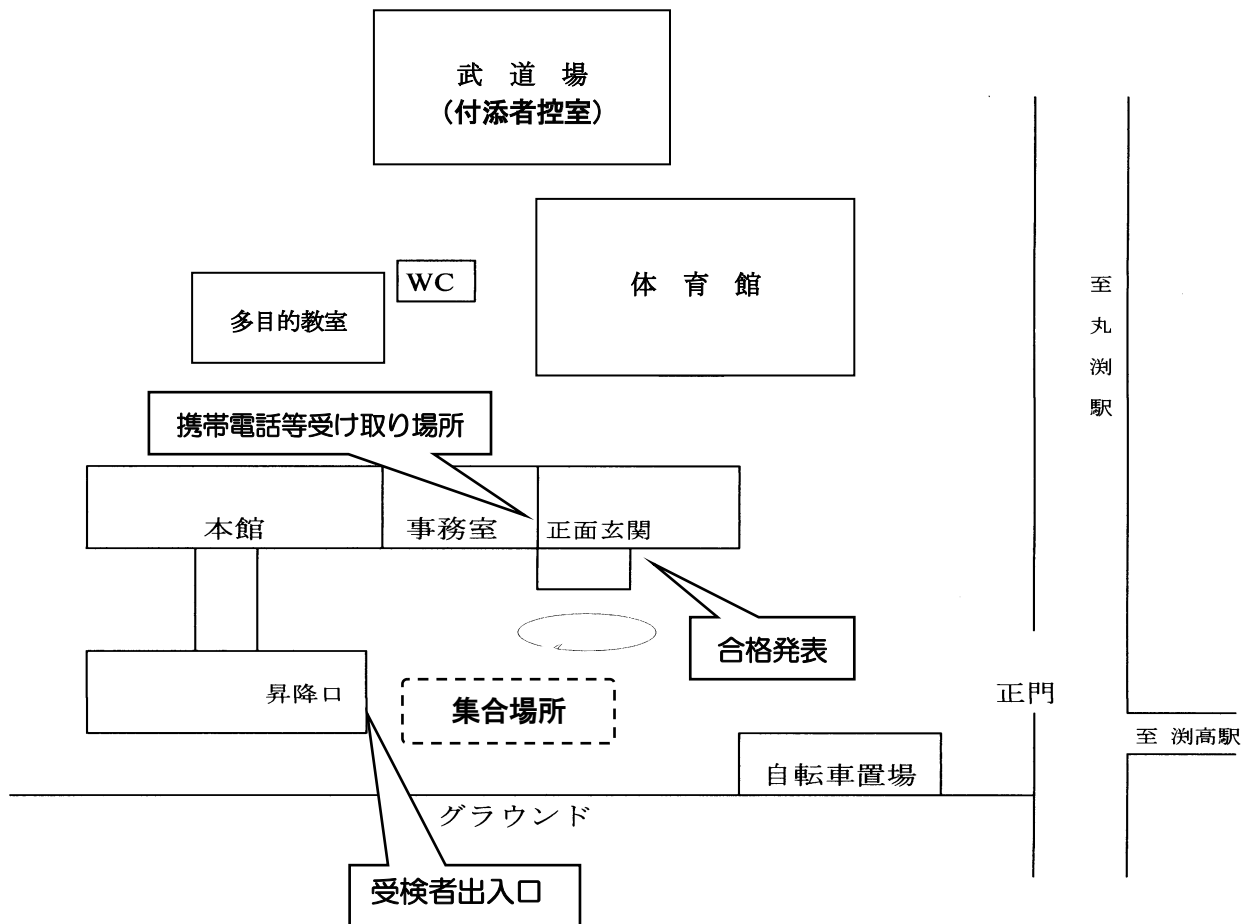 武道場
(付添者控室)
体育館
WC
多目的教室
至丸渕駅
携帯電話等受け取り場所
本館
事務室
正面玄関
合格発表
昇降口
集合場所
正門
至 渕高駅
自転車置場
グラウンド
受検者出入口